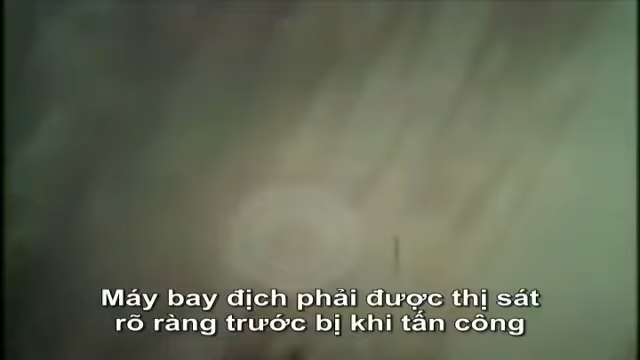 Máy bay địch phải được thị sát
rõ ràng trước bị khi tấn công